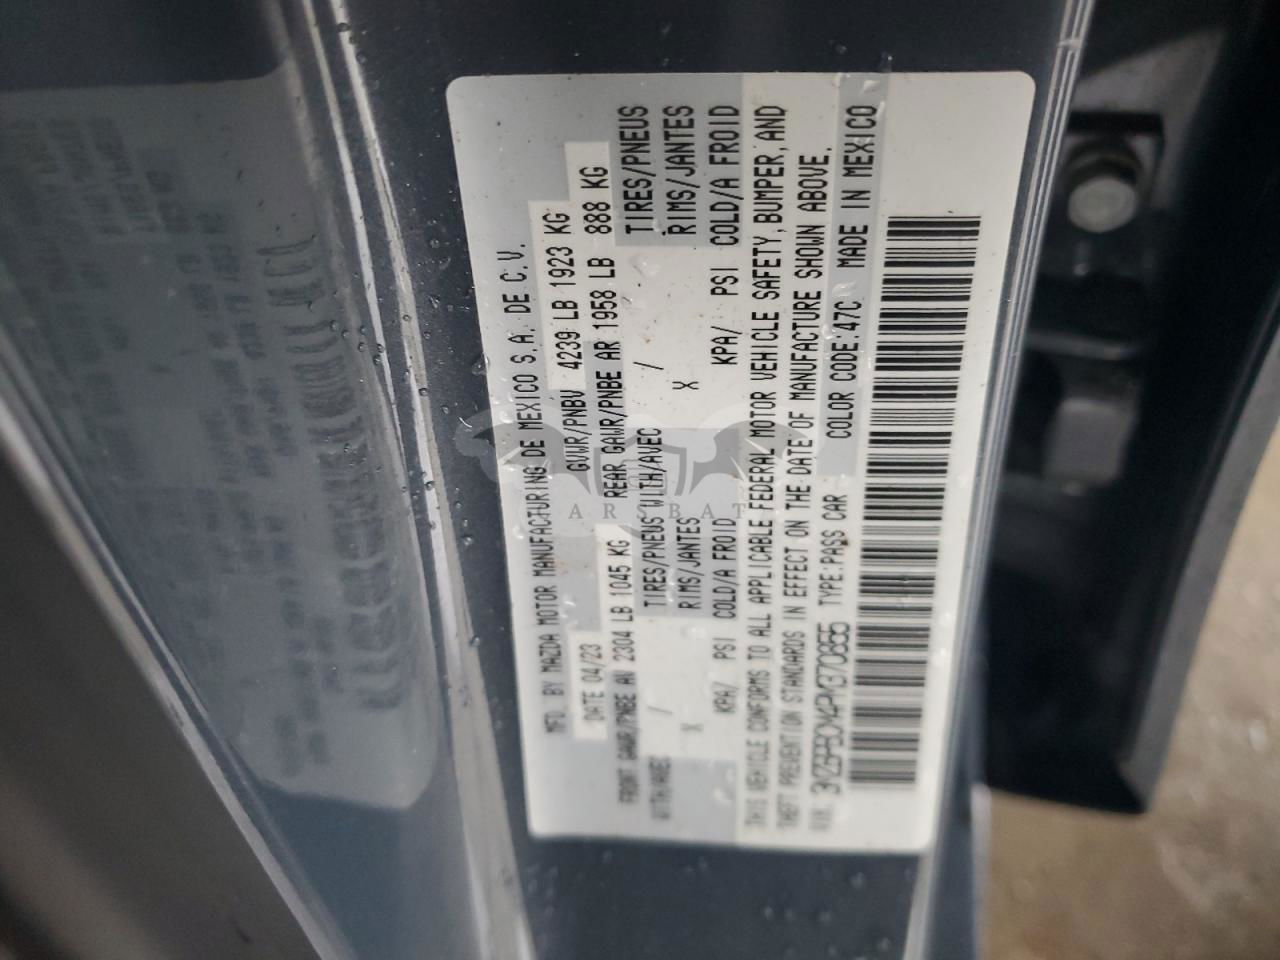 MFD. BY MAZDA MOTOR MANUFACTURING DE MEXICO S.A. DE C.V.
DATE 04/23 GVWR/PNBV 4239 LB 1923 KG
FRONT GAWR/PNBE AV 2304 LB 1045 KG REAR GAWR/PNBE AR 1958 LB 888 KG
WITH/AVEC / TIRES/PNEUS WITH/AVEC / TIRES/PNEUS
X RIMS/JANTES X RIMS/JANTES
KPA/ PSI COLD/A FROID KPA/ PSI COLD/A FROID
THIS VEHICLE CONFORMS TO ALL APPLICABLE FEDERAL MOTOR VEHICLE SAFETY, BUMPER, AND
THEFT PREVENTION STANDARDS IN EFFECT ON THE DATE OF MANUFACTURE SHOWN ABOVE.
VIN. TYPE:PASS CAR COLOR CODE:47C MADE IN MEXICO
ARSBAT